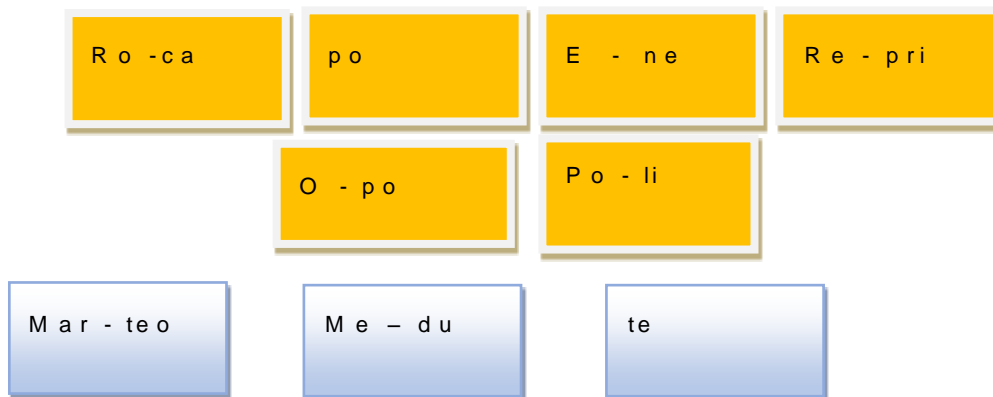 Ro -ca
po
E - ne
Re - pri
O - po
Po - li
Mar - teo
Me – du
te